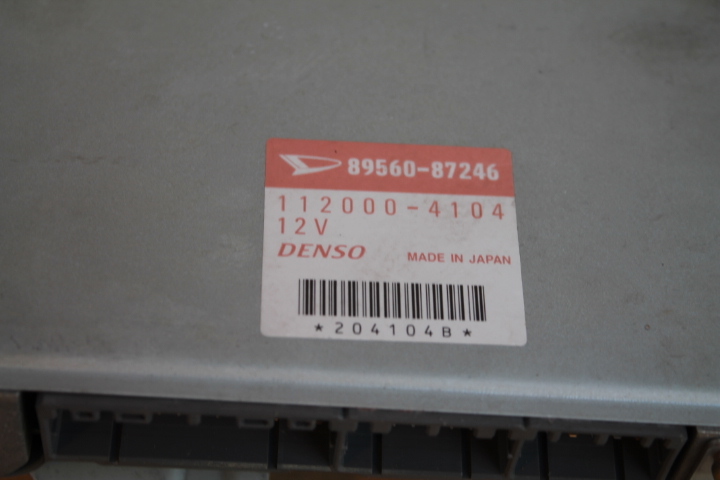 89560-87246
112000-4104
12V
DENSO MADE IN JAPAN
*204104B*